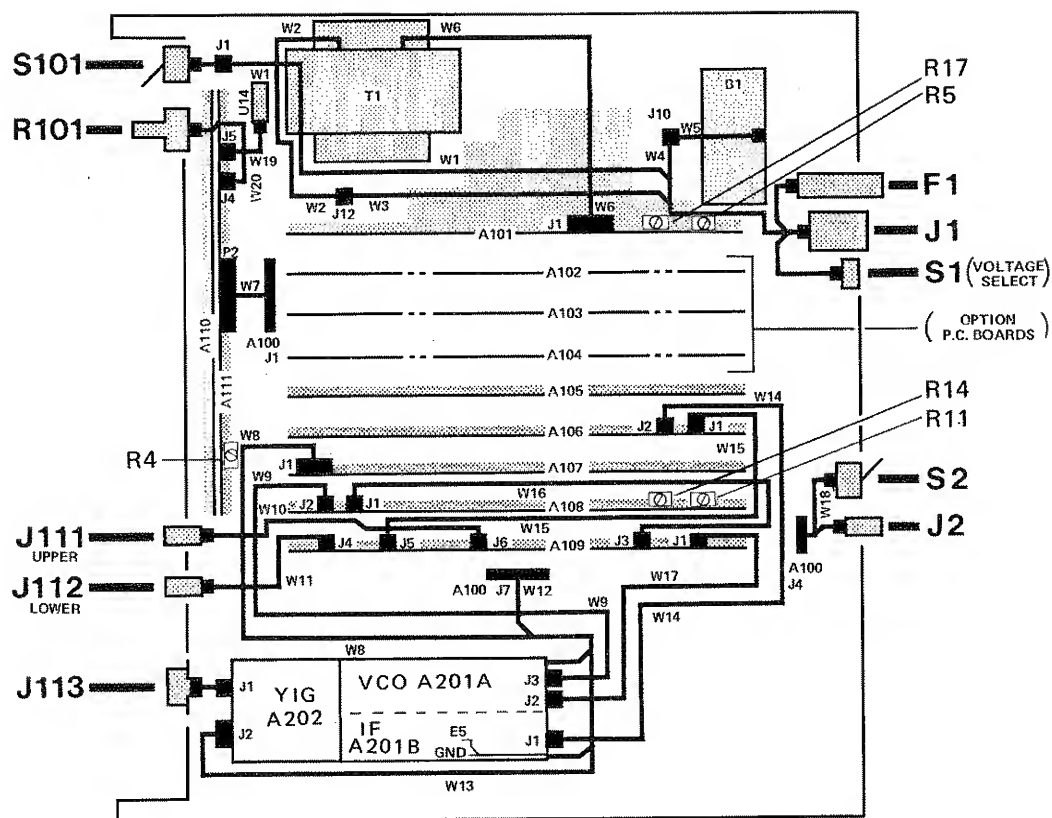 W2
W6
R17
S101
J1
R5
W1
U14
T1
B1
J10
W5
R101
J5
W19
W4
W1
F1
J4
W20
W2
J12
W3
W6
J1
A101
J1
P2
W7
A102
S1 (VOLTAGE SELECT)
A110
A103
(OPTION
P.C. BOARDS)
A100
J1
A104
A111
A105
R14
W14
R11
W8
J2
J1
A106
W15
R4
J1
A107
W9
S2
W16
J2
J1
A108
W18
W10
W15
J2
J111
UPPER
J4
J5
J6
A109
J3
J1
A100
J4
J112
LOWER
W11
A100
J7
W12
W17
W9
W14
W8
J113
J1
YIG
A202
VCO A201A
J3
J2
J2
IF
A201B
E5
GND
J1
W13